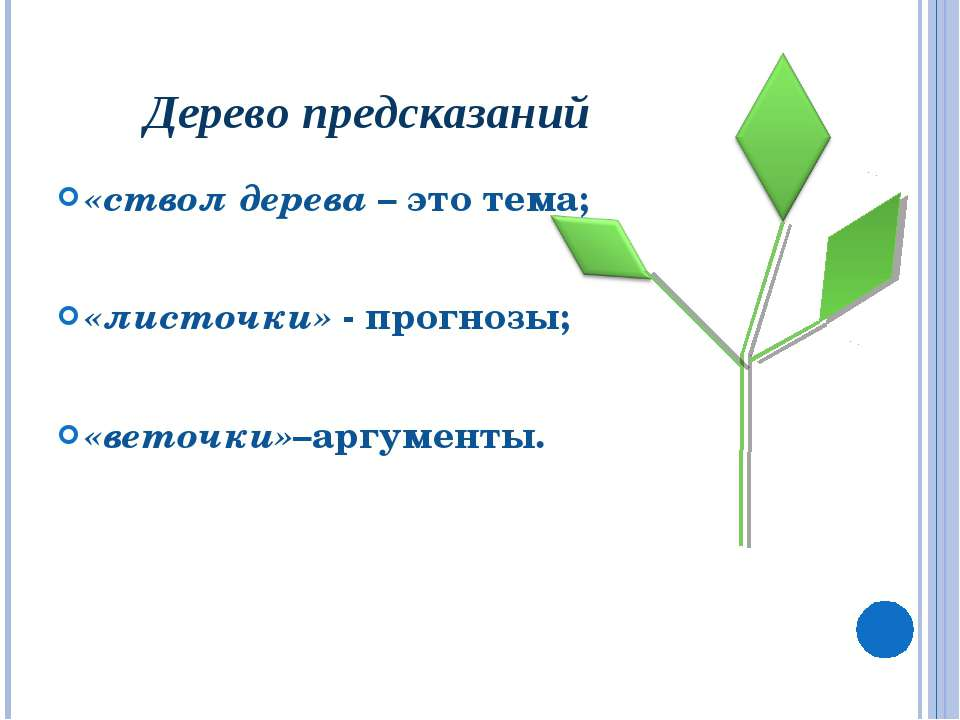 Дерево предсказаний
«ствол дерева – это тема;
«листочки» - прогнозы;
«веточки»–аргументы.